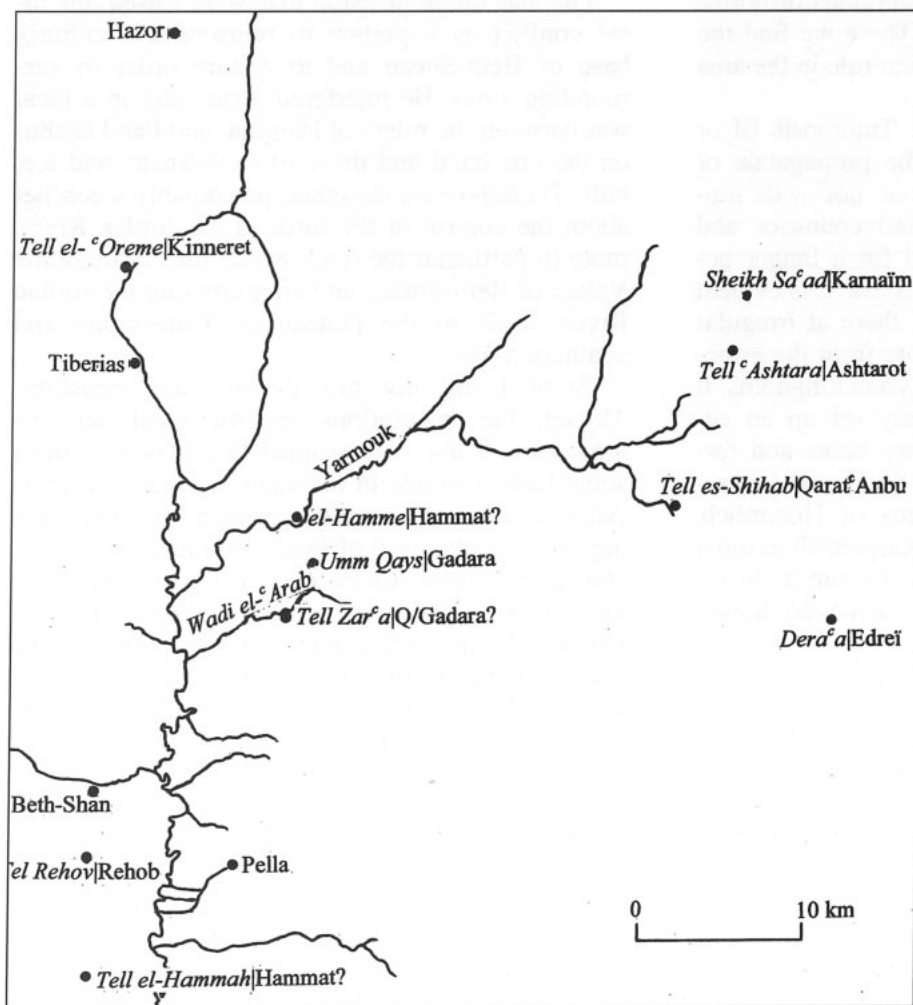 Hazor
Tell el-ᶜOreme|Kinneret
Sheikh Saᶜad|Karnaïm
Tiberias
Tell ᶜAshtara|Ashtarot
Yarmouk
Tell es-Shihab|QaratᶜAnbu
el-Hamme|Hammat?
Umm Qays|Gadara
Wadi el-ᶜArab
Tell Zarᶜa|Q/Gadara?
Deraᶜa|Edreï
Beth-Shan
Tel Rehov|Rehob
Pella
0 10 km
Tell el-Hammah|Hammat?